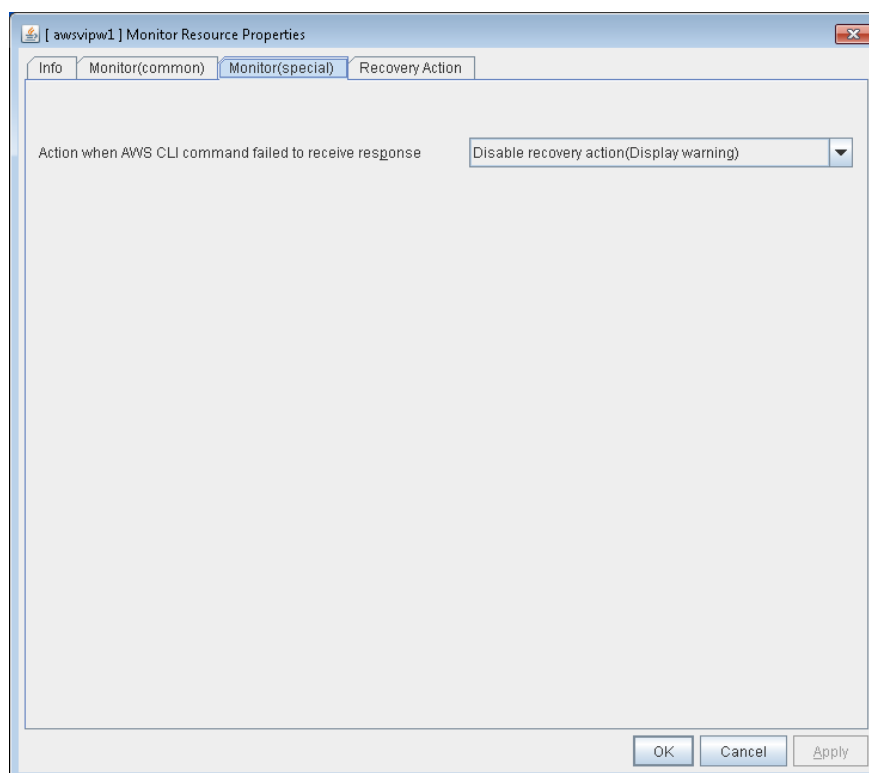 [ awsvipw1 ] Monitor Resource Properties
Info Monitor(common) Monitor(special) Recovery Action
Action when AWS CLI command failed to receive response Disable recovery action(Display warning)
OK Cancel Apply